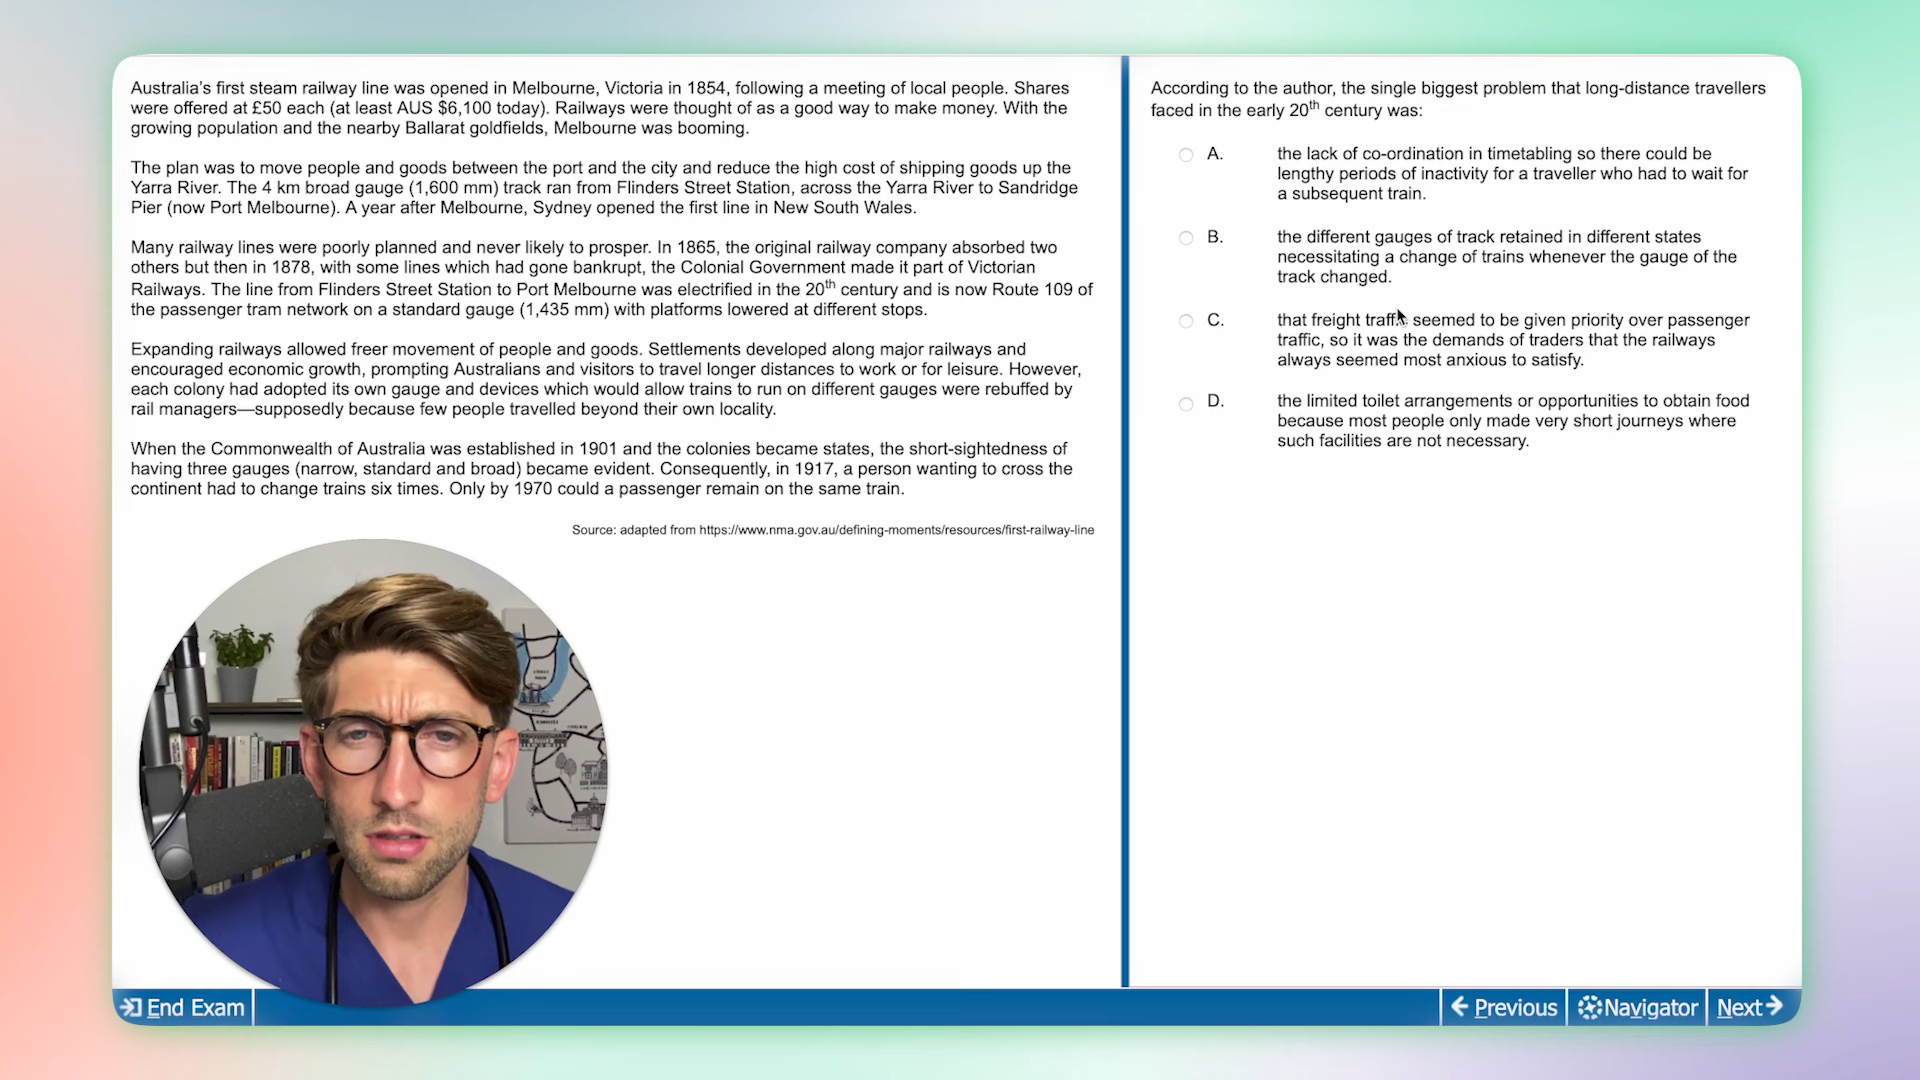 Australia's first steam railway line was opened in Melbourne, Victoria in 1854, following a meeting of local people. Shares
were offered at £50 each (at least AUS $6,100 today). Railways were thought of as a good way to make money. With the
growing population and the nearby Ballarat goldfields, Melbourne was booming.
The plan was to move people and goods between the port and the city and reduce the high cost of shipping goods up the
Yarra River. The 4 km broad gauge (1,600 mm) track ran from Flinders Street Station, across the Yarra River to Sandridge
Pier (now Port Melbourne). A year after Melbourne, Sydney opened the first line in New South Wales.
Many railway lines were poorly planned and never likely to prosper. In 1865, the original railway company absorbed two
others but then in 1878, with some lines which had gone bankrupt, the Colonial Government made it part of Victorian
Railways. The line from Flinders Street Station to Port Melbourne was electrified in the 20th century and is now Route 109 of
the passenger tram network on a standard gauge (1,435 mm) with platforms lowered at different stops.
Expanding railways allowed freer movement of people and goods. Settlements developed along major railways and
encouraged economic growth, prompting Australians and visitors to travel longer distances to work or for leisure. However,
each colony had adopted its own gauge and devices which would allow trains to run on different gauges were rebuffed by
rail managers—supposedly because few people travelled beyond their own locality.
When the Commonwealth of Australia was established in 1901 and the colonies became states, the short-sightedness of
having three gauges (narrow, standard and broad) became evident. Consequently, in 1917, a person wanting to cross the
continent had to change trains six times. Only by 1970 could a passenger remain on the same train.
Source: adapted from https://www.nma.gov.au/defining-moments/resources/first-railway-line
According to the author, the single biggest problem that long-distance travellers
faced in the early 20th century was:
A. the lack of co-ordination in timetabling so there could be
lengthy periods of inactivity for a traveller who had to wait for
a subsequent train.
B. the different gauges of track retained in different states
necessitating a change of trains whenever the gauge of the
track changed.
C. that freight traffic seemed to be given priority over passenger
traffic, so it was the demands of traders that the railways
always seemed most anxious to satisfy.
D. the limited toilet arrangements or opportunities to obtain food
because most people only made very short journeys where
such facilities are not necessary.
End Exam
Previous
Navigator
Next